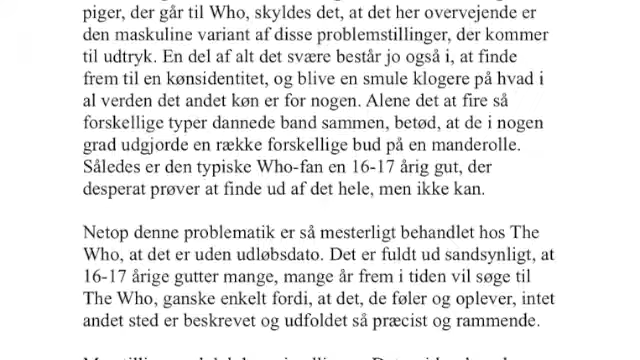 piger, der går til Who, skyldes det, at det her overvejende er
den maskuline variant af disse problemstillinger, der kommer
til udtryk. En del af alt det svære består jo også i, at finde
frem til en kønsidentitet, og blive en smule klogere på hvad i
al verden det andet køn er for nogen. Alene det at fire så
forskellige typer dannede band sammen, betød, at de i nogen
grad udgjorde en række forskellige bud på en manderolle.
Således er den typiske Who-fan en 16-17 årig gut, der
desperat prøver at finde ud af det hele, men ikke kan.
Netop denne problematik er så mesterligt behandlet hos The
Who, at det er uden udløbsdato. Det er fuldt ud sandsynligt, at
16-17 årige gutter mange, mange år frem i tiden vil søge til
The Who, ganske enkelt fordi, at det, de føler og oplever, intet
andet sted er beskrevet og udfoldet så præcist og rammende.